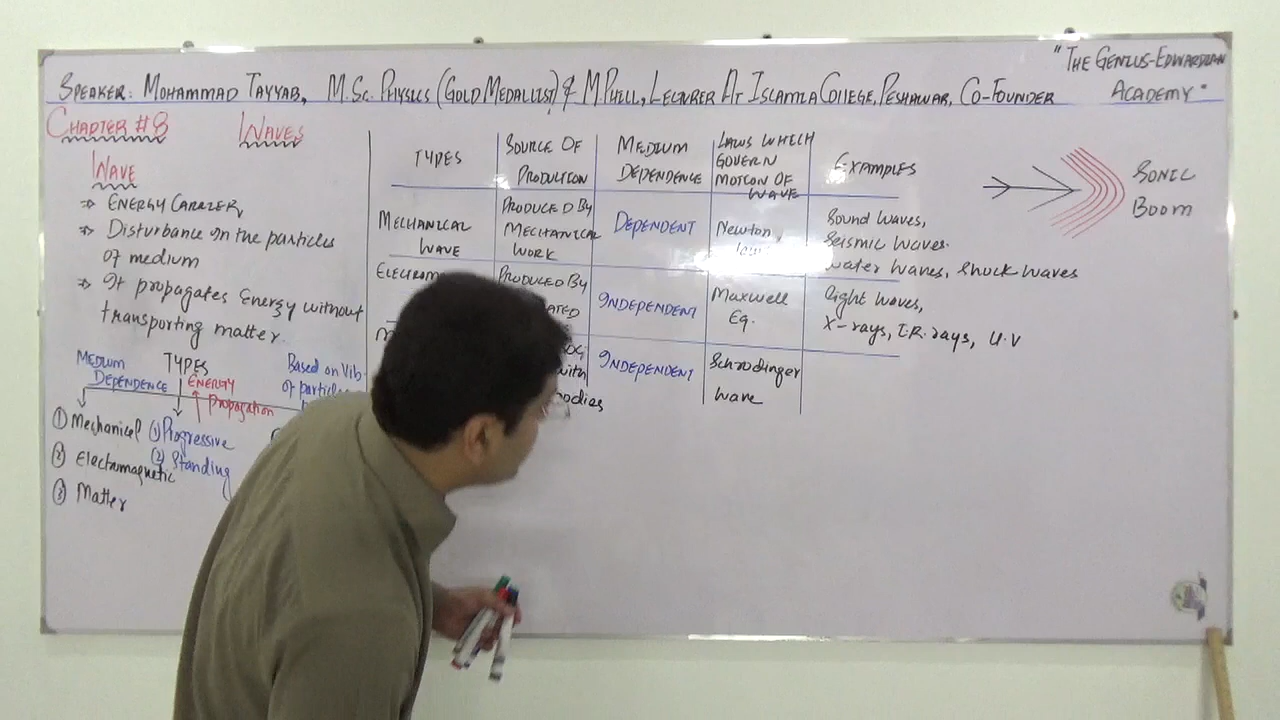 "THE GENIUS-EDWARDIAN
ACADEMY"
SPEAKER: MOHAMMAD TAYYAB, M.Sc. PHYSICS (GOLD MEDALLIST) & M PHILL, LECTURER AT ISLAMIA COLLEGE, PESHAWAR, CO-FOUNDER
CHAPTER #8 WAVES
WAVE
⇒ ENERGY CARRIER,
⇒ Disturbance in the particles
of medium
⇒ It propagates Energy without
transporting matter.
TYPES
MEDIUM
DEPENDENCE
① Mechanical
② Electomagnetic
③ Matter
ENERGY
Propogation
① Progressive
② Standing
Based on Vib.
of particles
TYPES
SOURCE OF
PRODUCTION
MEDIUM
DEPENDENCE
LAWS WHICH
GOVERN
MOTION OF
WAVE
EXAMPLES
MECHANICAL
WAVE
PRODUCED BY
MECHANICAL
WORK
DEPENDENT
Newton,
Sound waves,
Seismic waves.
water waves, shock waves
PRODUCED BY
INDEPENDENT
Maxwell
Eq.
light waves,
X-rays, I.R. rays, U.V
with
INDEPENDENT
Schrodinger
wave
SONIC
BOOM